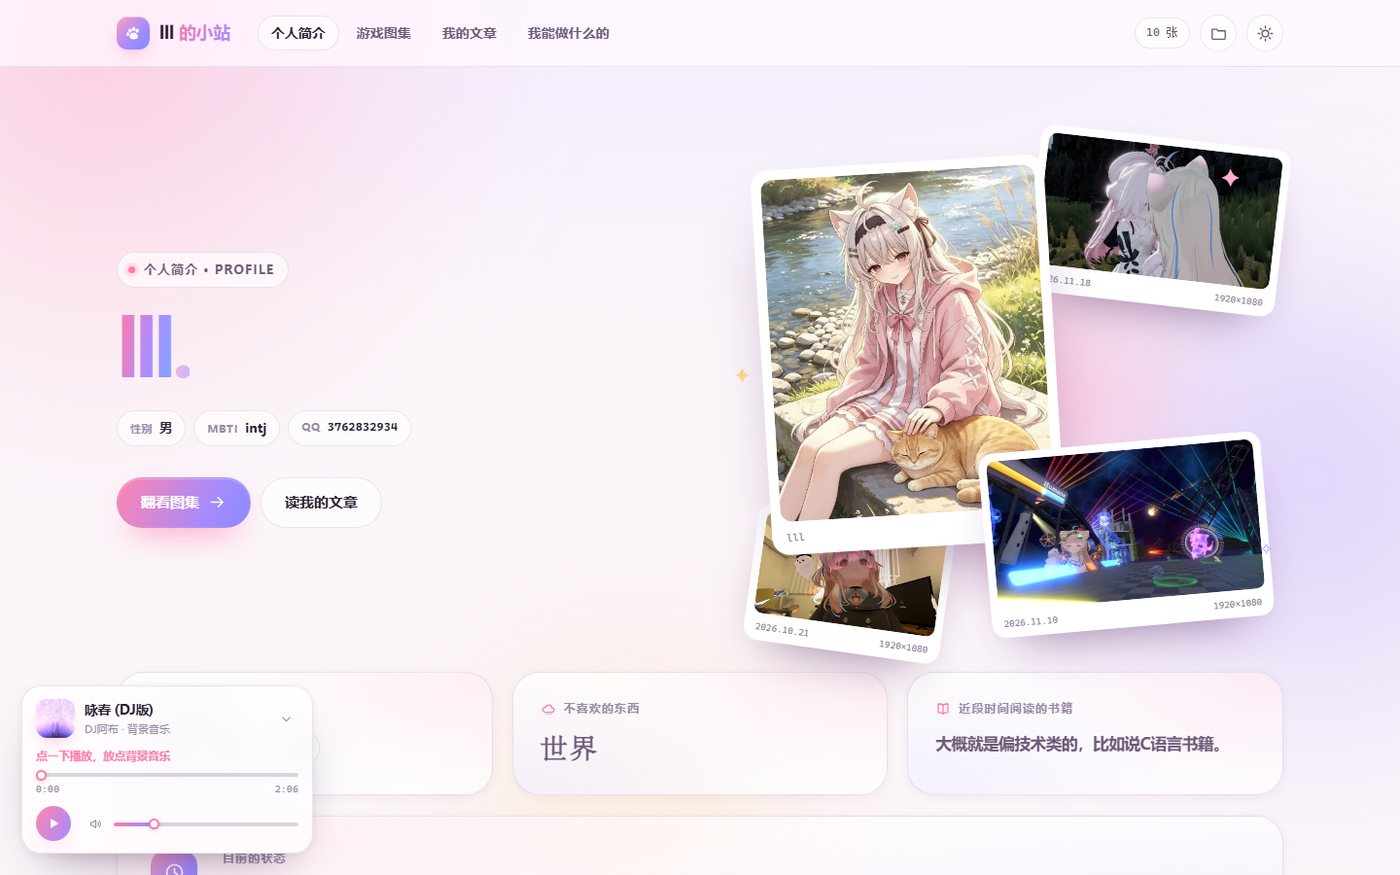 lll 的小站
个人简介
游戏图集
我的文章
我能做什么的
10 张
个人简介 • PROFILE
lll.
性别 男
MBTI intj
QQ 3762832934
翻看图集
读我的文章
26.11.18
1920×1080
lll
2026.10.21
1920×1080
2026.11.10
1920×1080
不喜欢的东西
世界
近段时间阅读的书籍
大概就是偏技术类的，比如说C语言书籍。
咏春 (DJ版)
DJ阿布 · 背景音乐
点一下播放，放点背景音乐
0:00
2:06
目前的状态